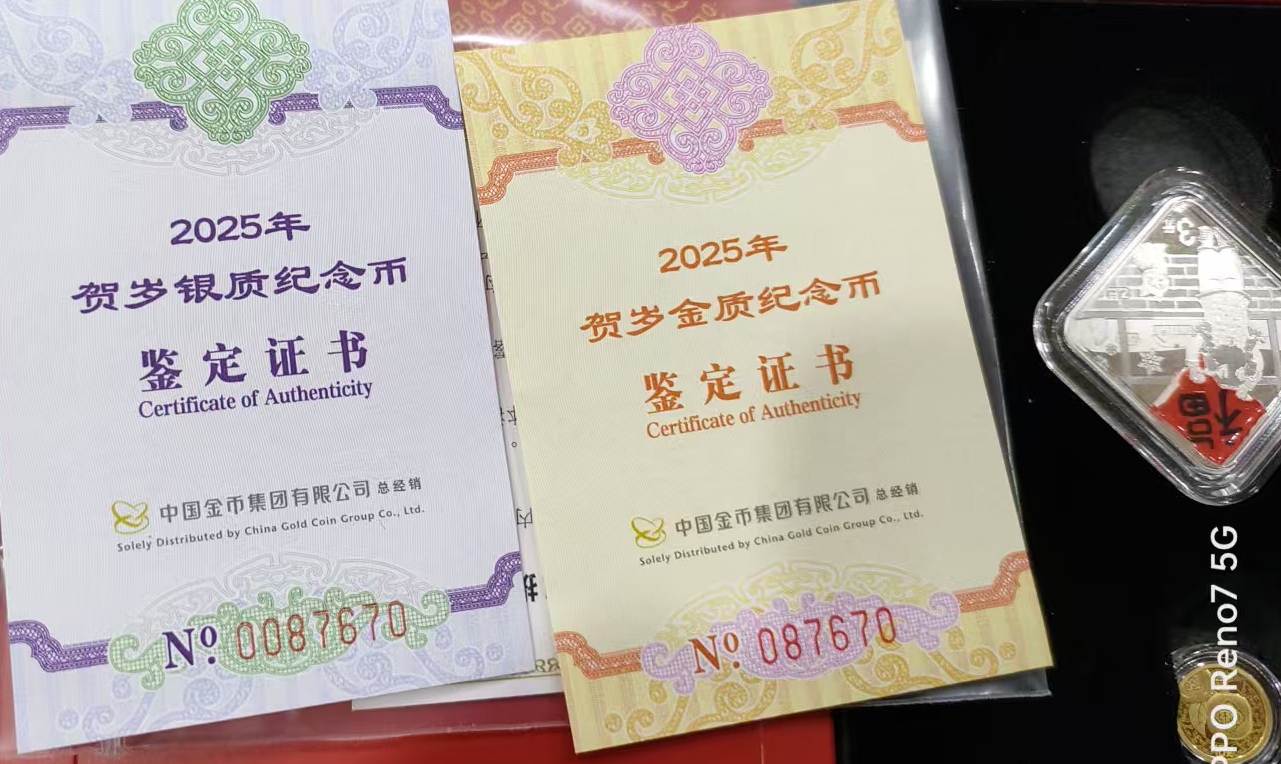 2025年
贺岁银质纪念币
鉴定证书
Certificate of Authenticity
中国金币集团有限公司 总经销
Solely Distributed by China Gold Coin Group Co., Ltd.
Nº. 0087670
2025年
贺岁金质纪念币
鉴定证书
Certificate of Authenticity
中国金币集团有限公司 总经销
Solely Distributed by China Gold Coin Group Co., Ltd.
Nº. 087670
3元
福
PPO Reno7 5G